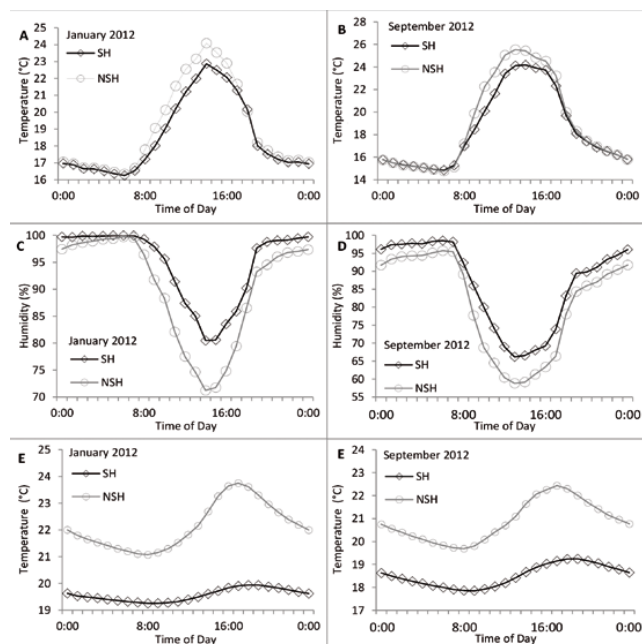 A
January 2012
SH
NSH
Temperature (°C)
25
24
23
22
21
20
19
18
17
16
0:00 8:00 16:00 0:00
Time of Day
B
September 2012
SH
NSH
Temperature (°C)
28
26
24
22
20
18
16
14
0:00 8:00 16:00 0:00
Time of Day
C
January 2012
SH
NSH
Humidity (%)
100
95
90
85
80
75
70
0:00 8:00 16:00 0:00
Time of Day
D
September 2012
SH
NSH
Humidity (%)
100
95
90
85
80
75
70
65
60
55
0:00 8:00 16:00 0:00
Time of Day
E
January 2012
SH
NSH
Temperature (°C)
25
24
23
22
21
20
19
0:00 8:00 16:00 0:00
Time of Day
E
September 2012
SH
NSH
Temperature (°C)
24
23
22
21
20
19
18
17
0:00 8:00 16:00 0:00
Time of Day